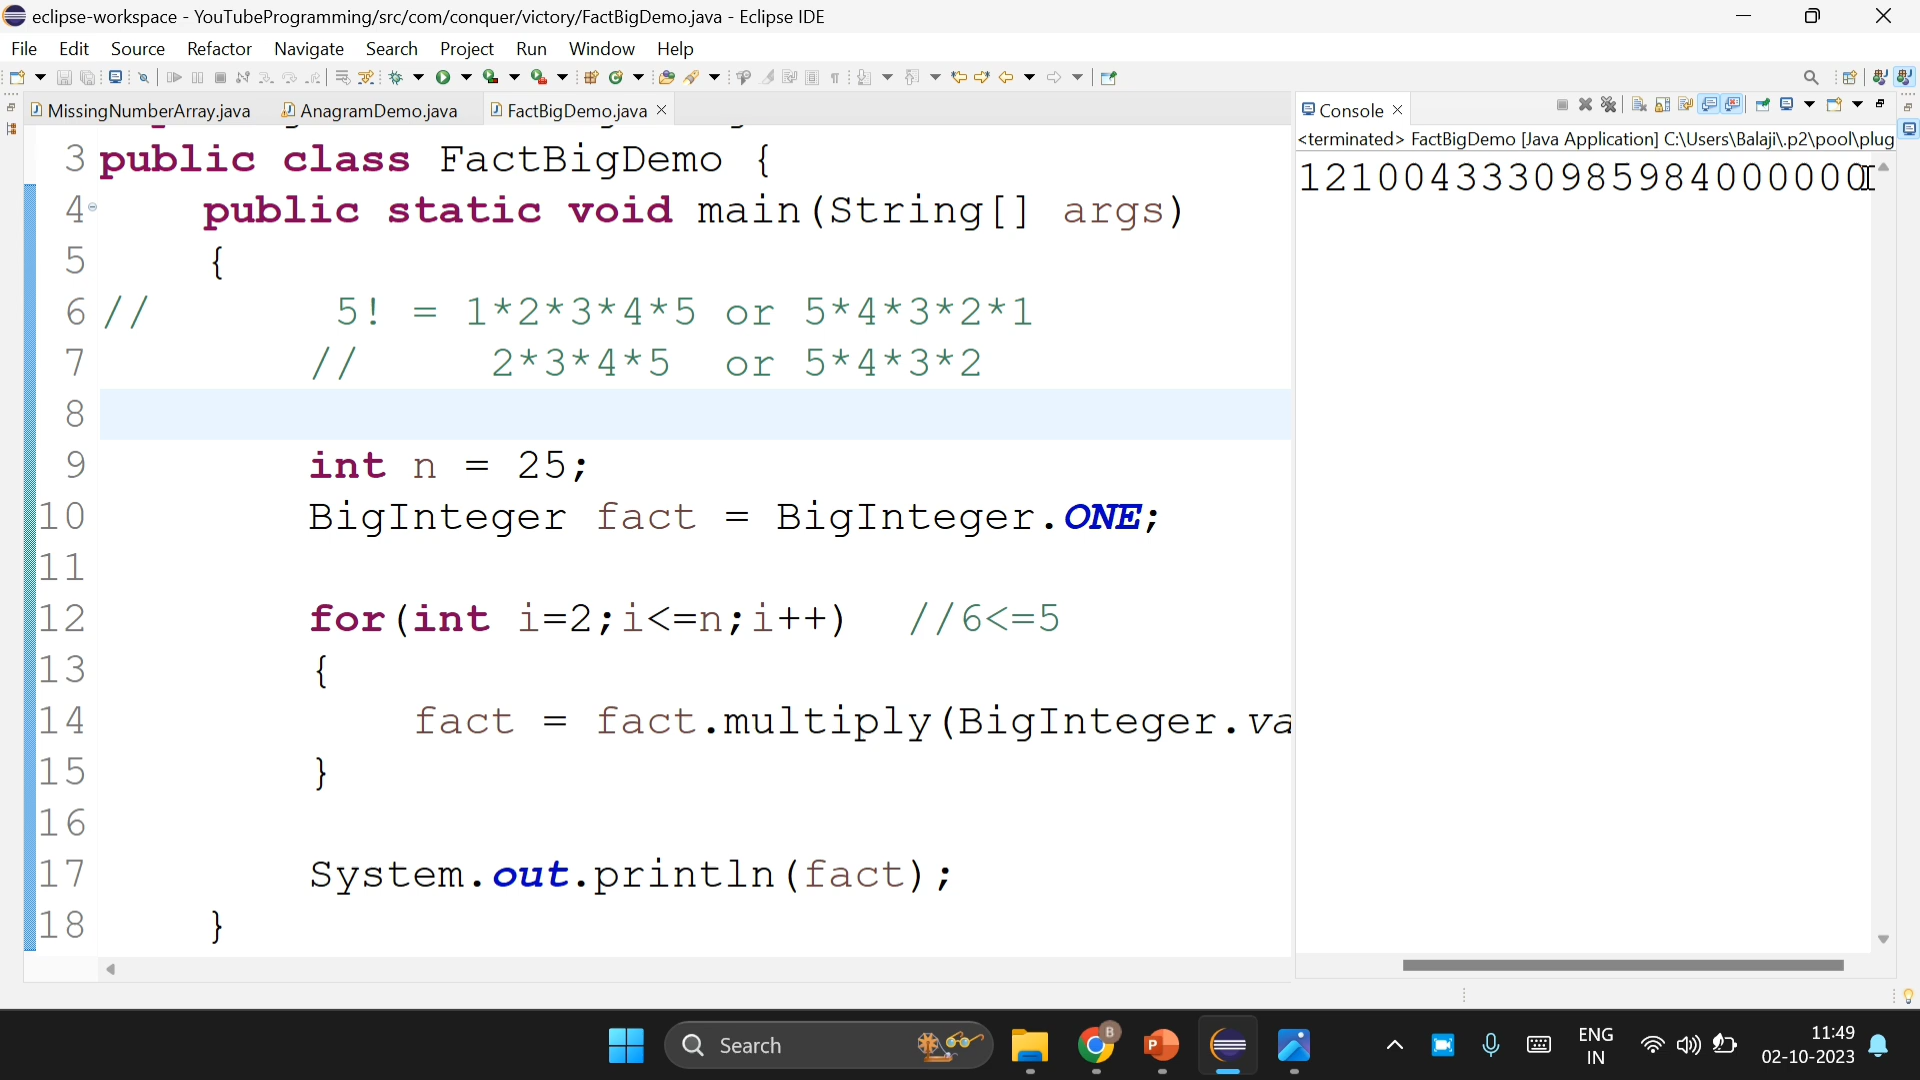 eclipse-workspace - YouTubeProgramming/src/com/conquer/victory/FactBigDemo.java - Eclipse IDE
File Edit Source Refactor Navigate Search Project Run Window Help
MissingNumberArray.java AnagramDemo.java FactBigDemo.java
3 public class FactBigDemo {
4 public static void main(String[] args)
5 {
6 // 5! = 1*2*3*4*5 or 5*4*3*2*1
7 // 2*3*4*5 or 5*4*3*2
8
9 int n = 25;
10 BigInteger fact = BigInteger.ONE;
11
12 for(int i=2;i<=n;i++) //6<=5
13 {
14 fact = fact.multiply(BigInteger.va
15 }
16
17 System.out.println(fact);
18 }
Console
<terminated> FactBigDemo [Java Application] C:\Users\Balaji\.p2\pool\plug
1210043330985984000000
Search
B
P
ENG
IN
11:49
02-10-2023